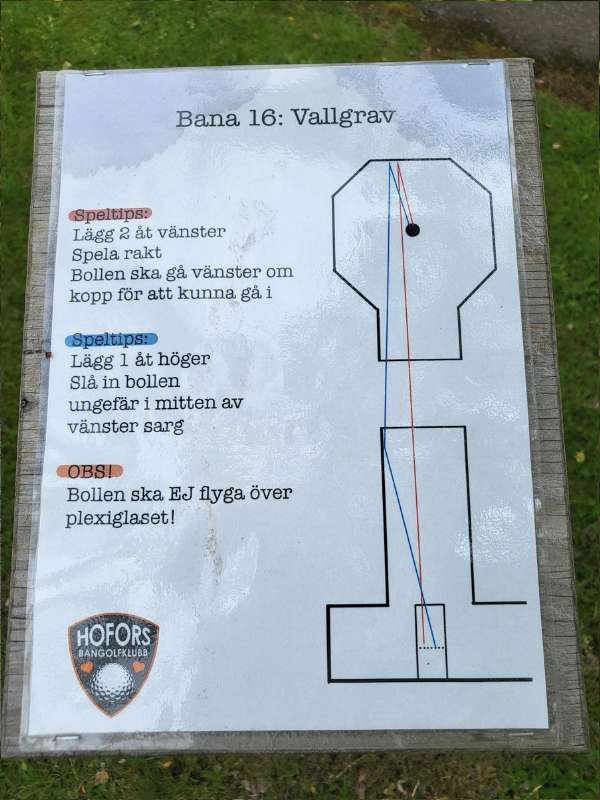 Bana 16: Vallgrav
Speltips:
Lägg 2 åt vänster
Spela rakt
Bollen ska gå vänster om
kopp för att kunna gå i
Speltips:
Lägg 1 åt höger
Slå in bollen
ungefär i mitten av
vänster sarg
OBS!
Bollen ska EJ flyga över
plexiglaset!
HOFORS
BANGOLFKLUBB